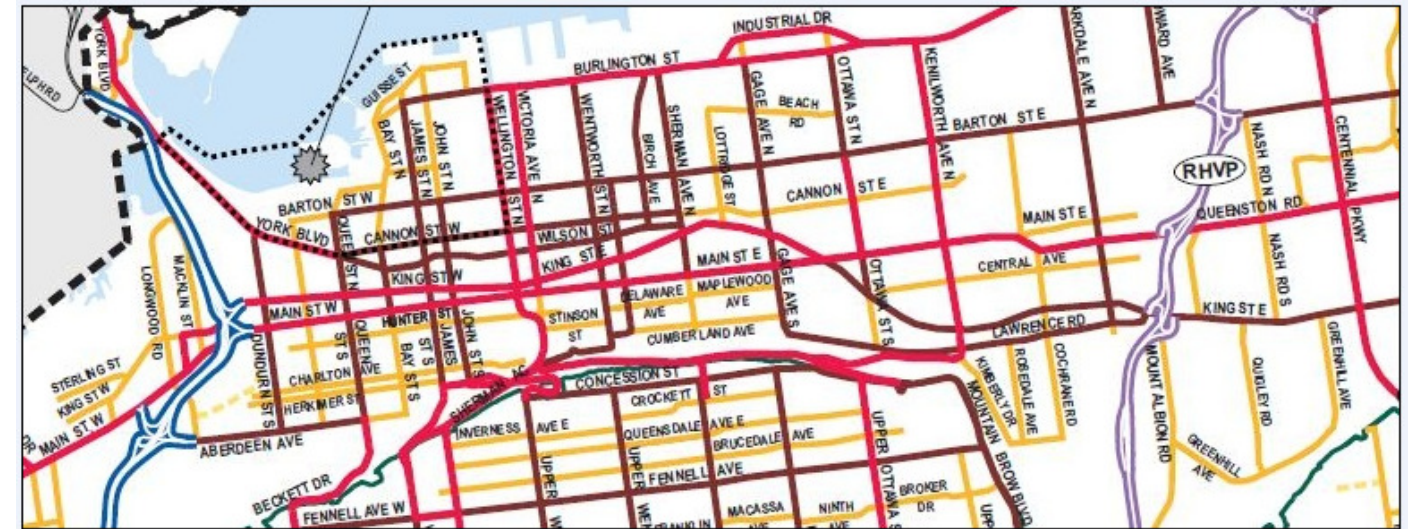 INDUSTRIAL DR
YORK BLVD
BURLINGTON ST
GUISE ST
KENILWORTH AVE N
OTTAWA ST N
GAGE AVE N
BEACH
RD
BARTON ST E
BAY ST N
JAMES ST N
JOHN ST N
WELLINGTON ST N
VICTORIA AVE N
WENTWORTH ST N
BIRCH AVE
SHERMAN AVE N
LOTTRIDGE ST
NASH RD N
CENTENNIAL PKWY
RHVP
CANNON ST E
BARTON ST W
YORK BLVD
QUEEN ST N
CANNON ST W
WILSON ST
MAIN ST E
QUEENSTON RD
KING ST W
KING ST
MAIN ST E
CENTRAL AVE
LONGWOOD RD
MACKLIN ST
MAIN ST W
HUNTER ST
DELAWARE
AVE
MAPLEWOOD
AVE
GAGE AVE S
OTTAWA ST S
NASH RD S
KING ST E
STINSON
ST
CUMBERLAND AVE
LAWRENCE RD
DUNDURN ST S
QUEEN ST S
BAY ST S
JAMES ST S
JOHN ST S
STERLING ST
KING ST W
MAIN ST W
CHARLTON AVE
HERKIMER ST
CONCESSION ST
CROCKETT ST
KIMBERLY DR
ROSEDALE AVE
COCHRANE RD
MOUNT ALBION RD
QUIGLEY RD
GREENHILL AVE
ABERDEEN AVE
INVERNESS AVE E
QUEENSDALE AVE E
BRUCEDALE AVE
FENNELL AVE
UPPER
UPPER
UPPER OTTAWA S
MOUNTAIN BROW BLVD
GREENHILL
AVE
BECKETT DR
FENNELL AVE W
MACASSA
AVE
NINTH
AVE
BROKER
DR